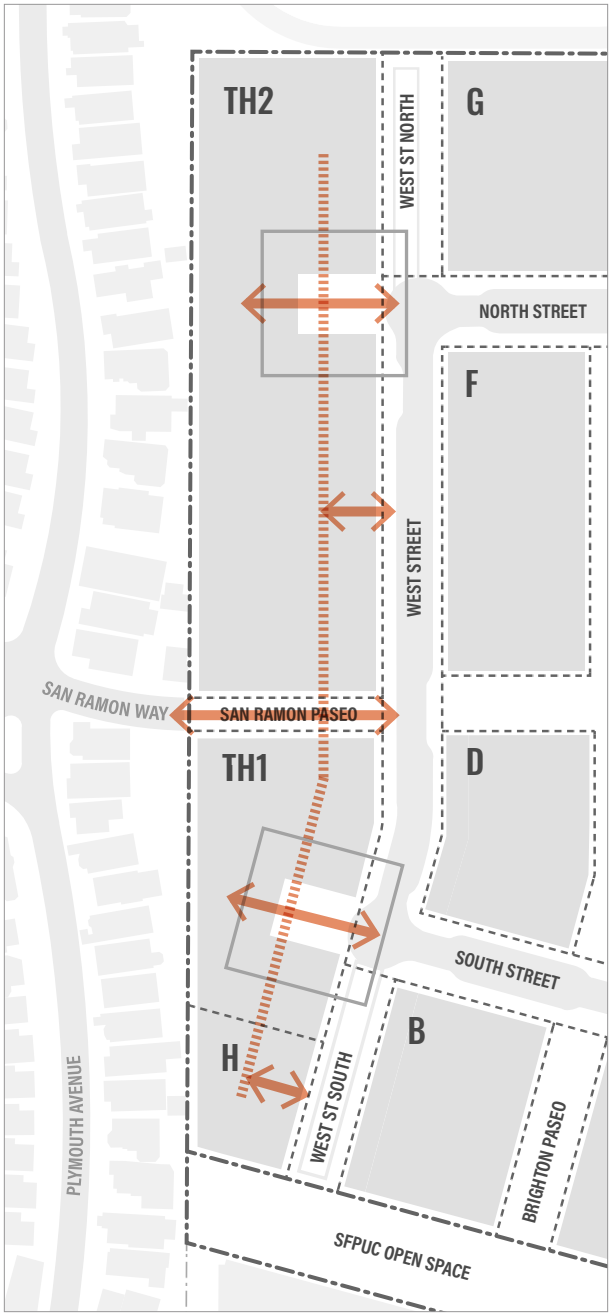 TH2
G
WEST ST NORTH
NORTH STREET
F
WEST STREET
SAN RAMON WAY
SAN RAMON PASEO
TH1
D
SOUTH STREET
H
B
WEST ST SOUTH
PLYMOUTH AVENUE
BRIGHTON PASEO
SFPUC OPEN SPACE